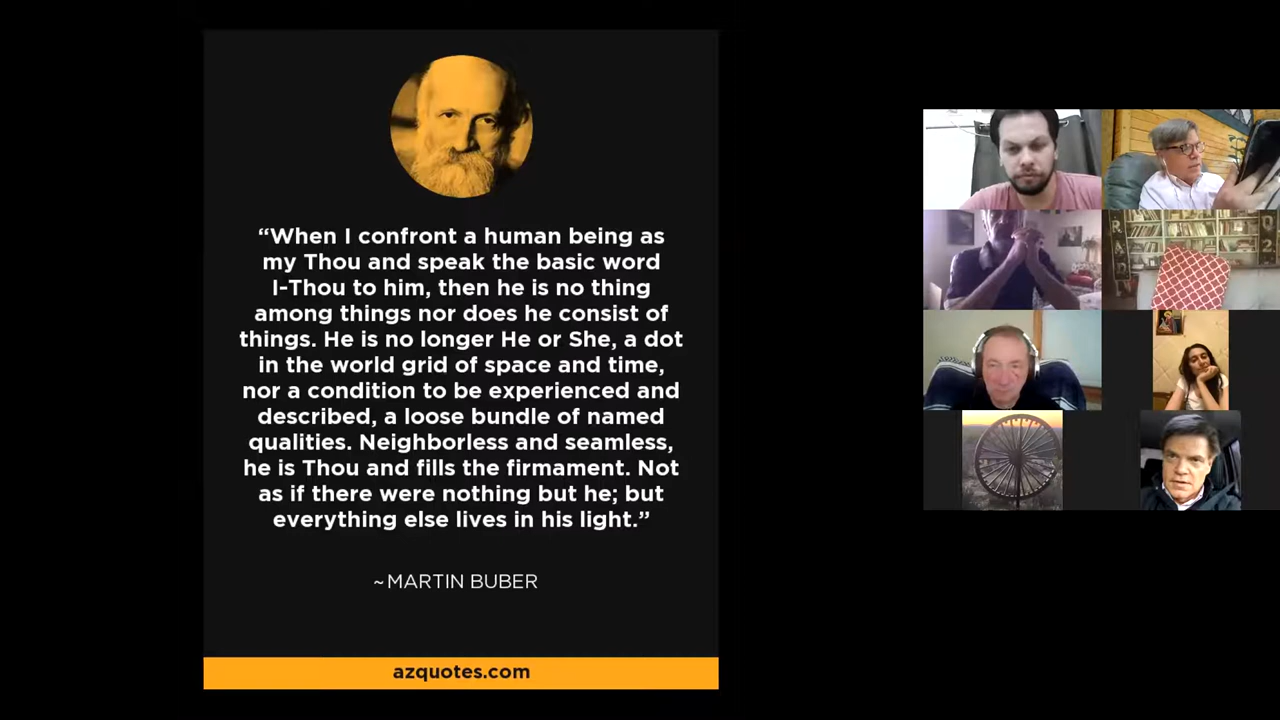 “When I confront a human being as
my Thou and speak the basic word
I-Thou to him, then he is no thing
among things nor does he consist of
things. He is no longer He or She, a dot
in the world grid of space and time,
nor a condition to be experienced and
described, a loose bundle of named
qualities. Neighborless and seamless,
he is Thou and fills the firmament. Not
as if there were nothing but he; but
everything else lives in his light.”
~MARTIN BUBER
azquotes.com